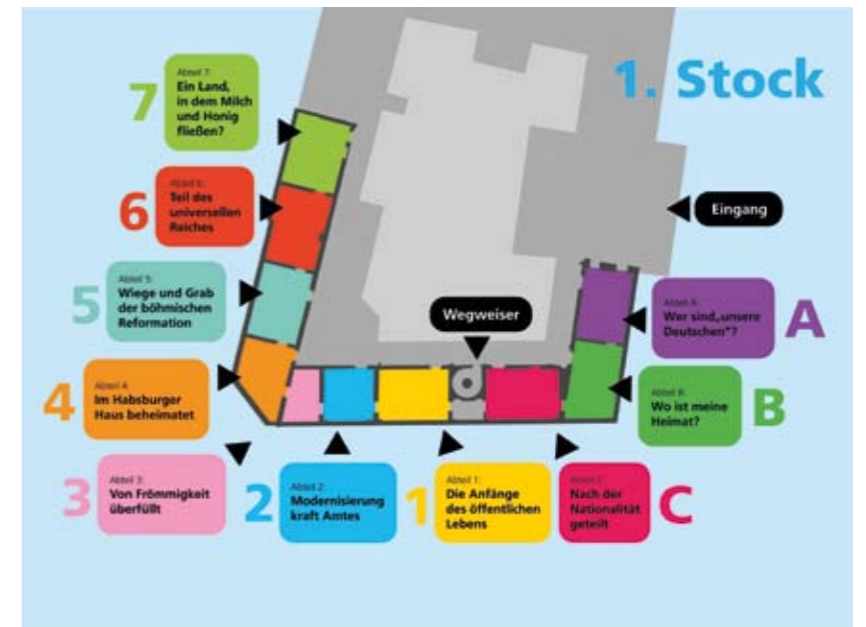 1. Stock
7
Abteil 7:
Ein Land,
in dem Milch
und Honig
fließen?
6
Abteil 6:
Teil des
universellen
Reiches
5
Abteil 5:
Wiege und Grab
der böhmischen
Reformation
4
Abteil 4:
Im Habsburger
Haus beheimatet
3
Abteil 3:
Von Frömmigkeit
überfüllt
2
Abteil 2:
Modernisierung
kraft Amtes
1
Abteil 1:
Die Anfänge
des öffentlichen
Lebens
Abteil C:
Nach der
Nationalität
geteilt
C
Abteil B:
Wo ist meine
Heimat?
B
Abteil A:
Wer sind „unsere
Deutschen“?
A
Eingang
Wegweiser